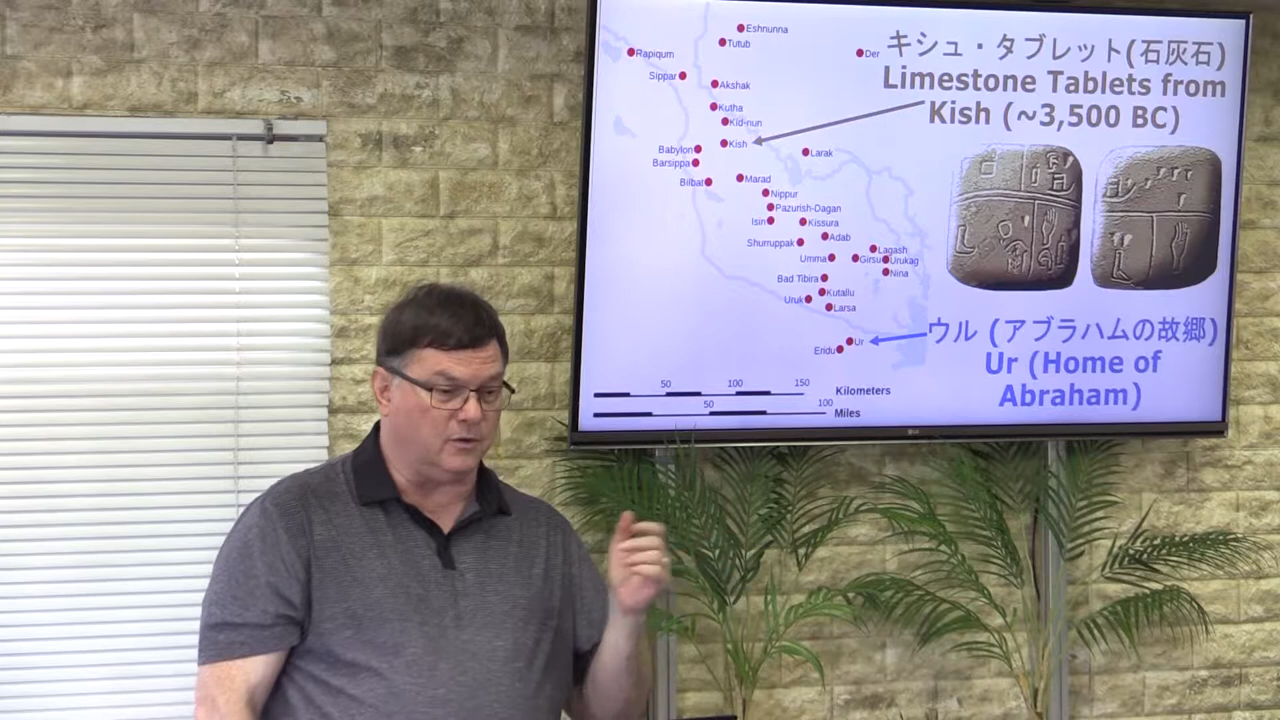 Eshnunna
Tutub
Rapiqum
Der
Sippar
Akshak
Kutha
Kid-nun
Kish
Babylon
Larak
Barsippa
Bilbat
Marad
Nippur
Pazurish-Dagan
Isin
Kissura
Adab
Shurruppak
Lagash
Umma
Girsu
Urukag
Nina
Bad Tibira
Kutallu
Uruk
Larsa
Ur
Eridu
キシュ・タブレット(石灰石)
Limestone Tablets from
Kish (~3,500 BC)
ウル (アブラハムの故郷)
Ur (Home of
Abraham)
50 100 150
Kilometers
50 100
Miles
LG